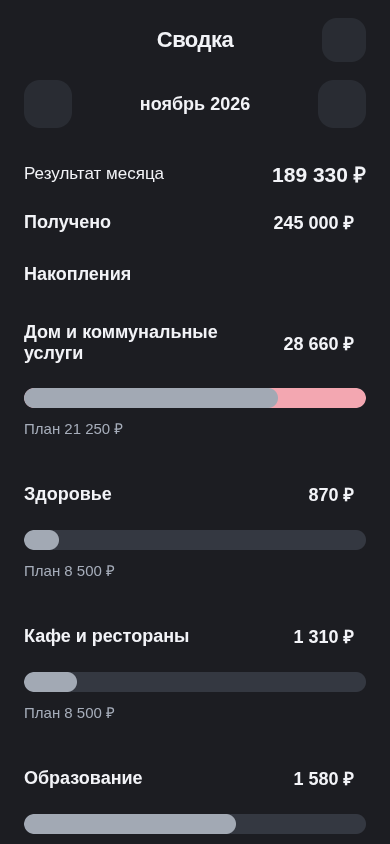 Сводка
ноябрь 2026
Результат месяца 189 330 ₽
Получено 245 000 ₽
Накопления
Дом и коммунальные
услуги 28 660 ₽
План 21 250 ₽
Здоровье 870 ₽
План 8 500 ₽
Кафе и рестораны 1 310 ₽
План 8 500 ₽
Образование 1 580 ₽